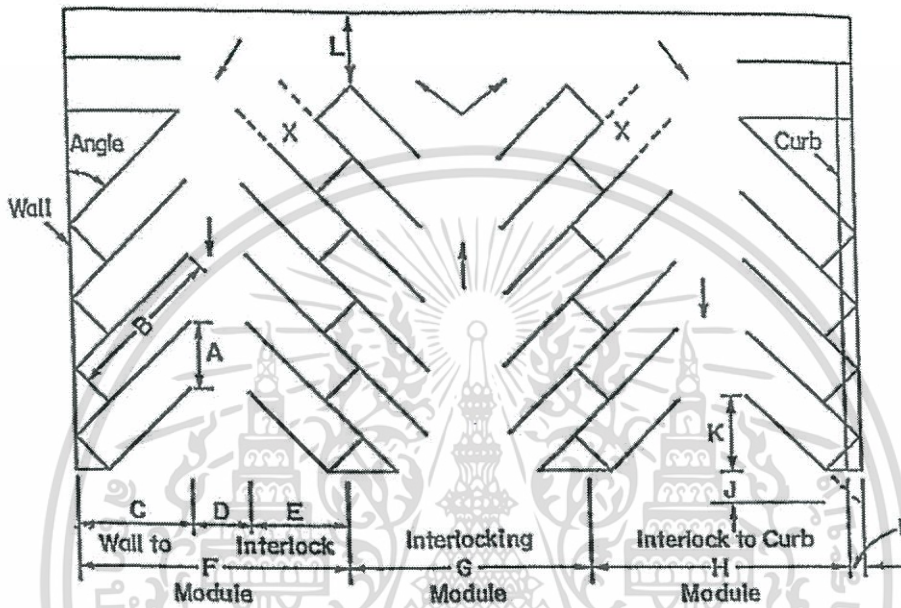 L
X
X
Angle
Curb
Wall
B
A
K
J
C
D
E
Wall to
Interlock
Interlocking
Interlock to Curb
F
G
H
Module
Module
Module